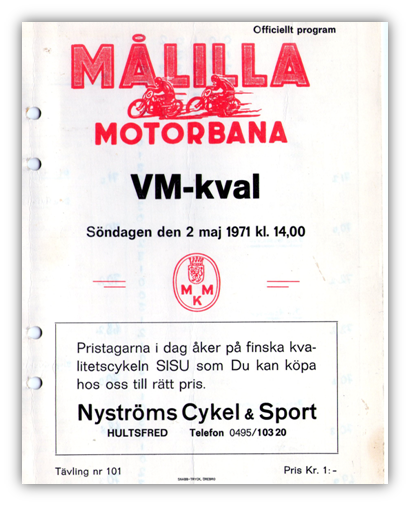 Officiellt program
MÅLILLA
MOTORBANA
VM-kval
Söndagen den 2 maj 1971 kl. 14,00
M M
K
Pristagarna i dag åker på finska kva-
litetscykeln SISU som Du kan köpa
hos oss till rätt pris.
Nyströms Cykel & Sport
HULTSFRED Telefon 0495/103 20
Tävling nr 101 Pris Kr. 1:-